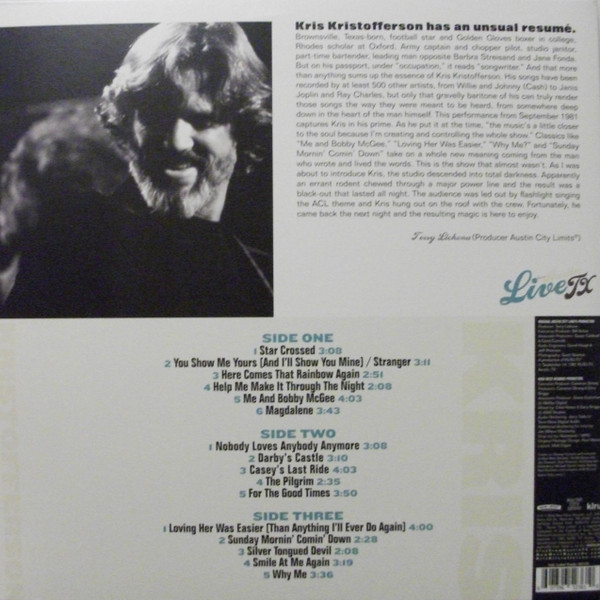 Kris Kristofferson has an unsual resumé.
Brownsville, Texas-born, football star and Golden Gloves boxer in college,
Rhodes scholar at Oxford, Army captain and chopper pilot, studio janitor,
part-time bartender, leading man opposite Barbra Streisand and Jane Fonda.
But on his passport, under "occupation," it reads "songwriter." And that more
than anything sums up the essence of Kris Kristofferson. His songs have been
recorded by at least 500 other artists, from Willie and Johnny (Cash) to Janis
Joplin and Ray Charles, but only that gravelly baritone of his can truly render
those songs the way they were meant to be heard, from somewhere deep
down in the heart of the man himself. This performance from September 1981
captures Kris in his prime. As he put it at the time, "the music's a little closer
to the soul because I'm creating and controlling the whole show." Classics like
"Me and Bobby McGee," "Loving Her Was Easier," "Why Me?" and "Sunday
Mornin' Comin' Down" take on a whole new meaning coming from the man
who wrote and lived the words. This is the show that almost wasn't. As I was
about to introduce Kris, the studio descended into total darkness. Apparently
an errant rodent chewed through a major power line and the result was a
black-out that lasted all night. The audience was led out by flashlight singing
the ACL theme and Kris hung out on the roof with the crew. Fortunately, he
came back the next night and the resulting magic is here to enjoy.
Terry Lickona (Producer Austin City Limits®)
Live TX
SIDE ONE
1 Star Crossed 3:08
2 You Show Me Yours [And I'll Show You Mine] / Stranger 3:11
3 Here Comes That Rainbow Again 2:51
4 Help Me Make It Through The Night 2:08
5 Me And Bobby McGee 4:03
6 Magdalene 3:43
SIDE TWO
1 Nobody Loves Anybody Anymore 3:08
2 Darby's Castle 3:10
3 Casey's Last Ride 4:03
4 The Pilgrim 2:35
5 For The Good Times 3:50
SIDE THREE
1 Loving Her Was Easier [Than Anything I'll Ever Do Again] 4:00
2 Sunday Mornin' Comin' Down 2:28
3 Silver Tongued Devil 2:08
4 Smile At Me Again 3:19
5 Why Me 3:36
KRIS